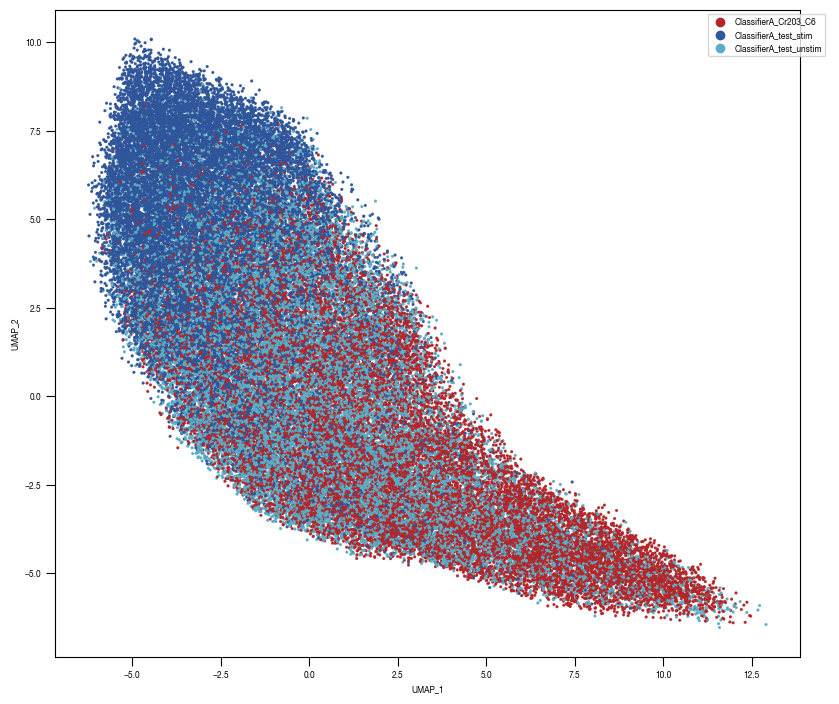 ClassifierA_Cr203_C6
ClassifierA_test_stim
ClassifierA_test_unstim
10.0
7.5
5.0
2.5
0.0
−2.5
−5.0
UMAP_2
−5.0 −2.5 0.0 2.5 5.0 7.5 10.0 12.5
UMAP_1